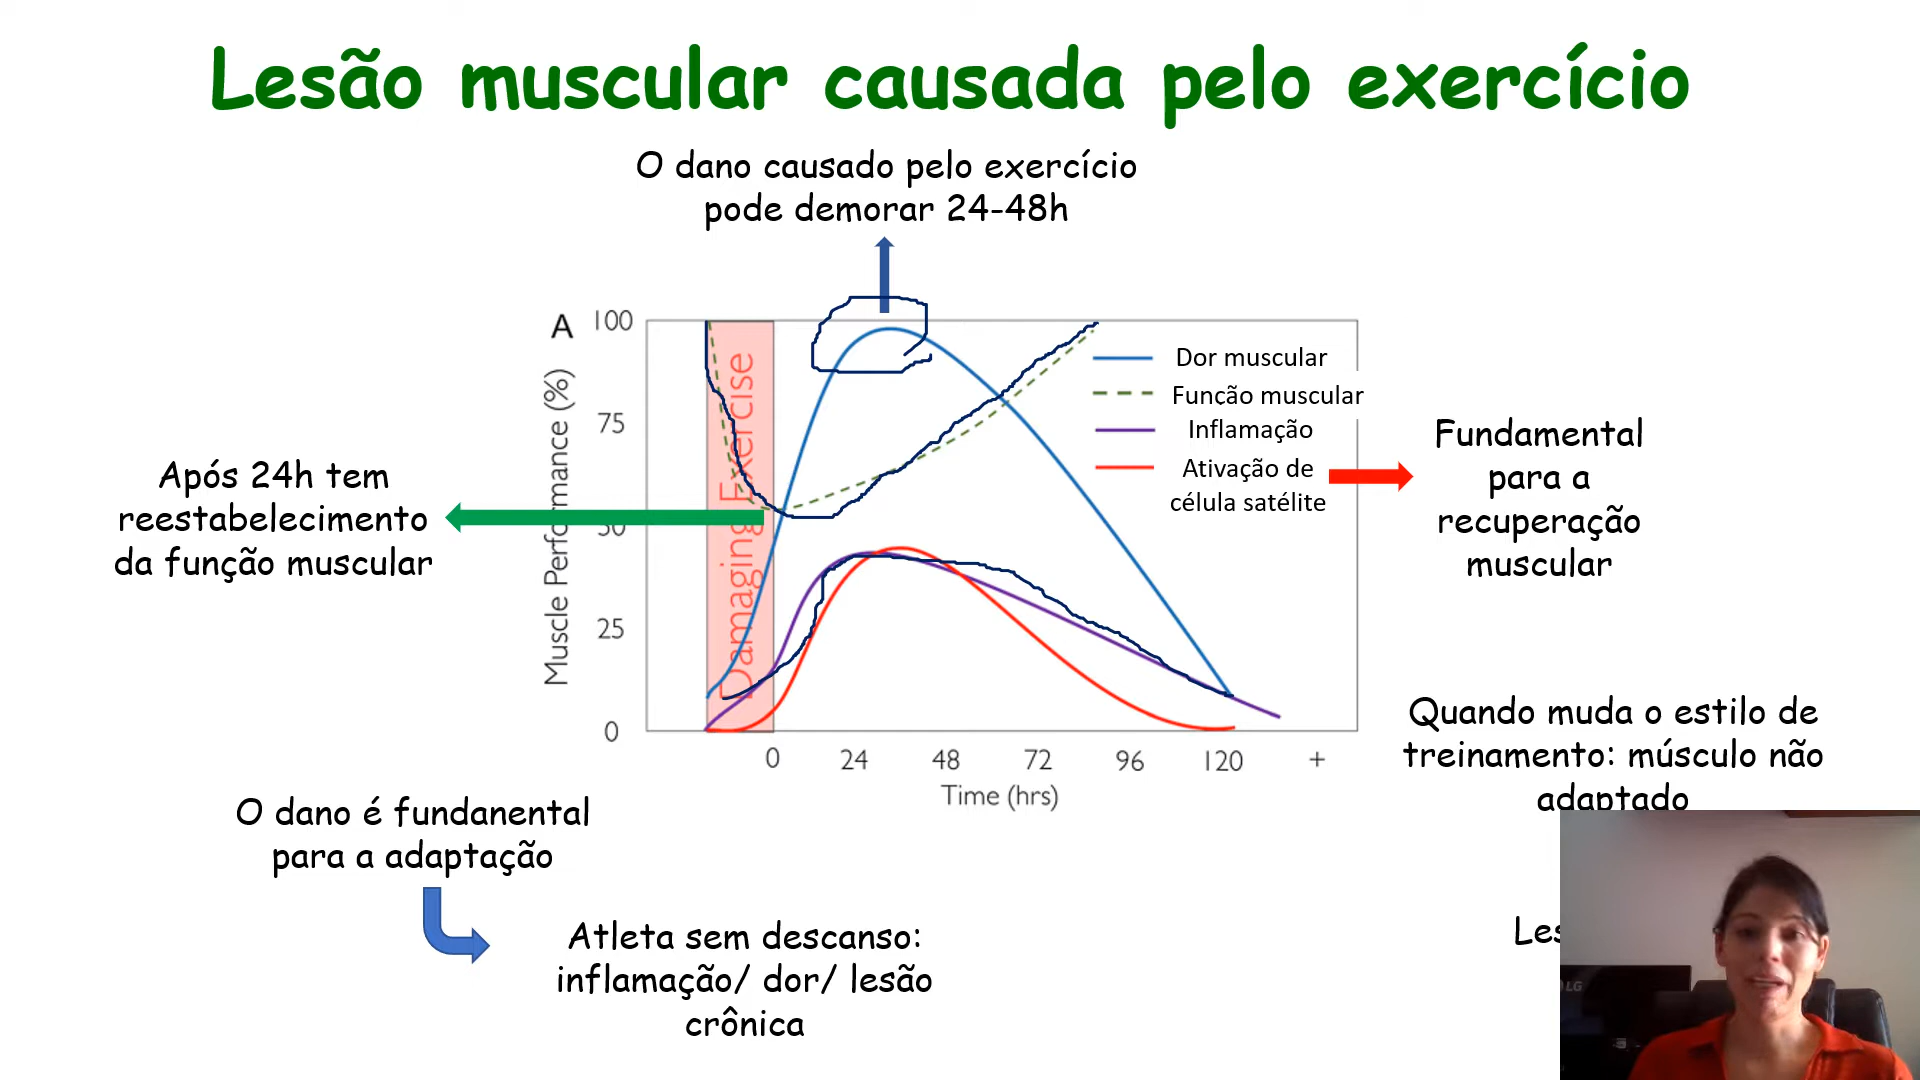 Lesão muscular causada pelo exercício
O dano causado pelo exercício
pode demorar 24-48h
A
100
75
50
25
0
Muscle Performance (%)
Damaging Exercise
0 24 48 72 96 120 +
Time (hrs)
Dor muscular
Função muscular
Inflamação
Ativação de
célula satélite
Após 24h tem
reestabelecimento
da função muscular
Fundamental
para a
recuperação
muscular
Quando muda o estilo de
treinamento: músculo não
adaptado
O dano é fundanental
para a adaptação
Atleta sem descanso:
inflamação/ dor/ lesão
crônica
LG